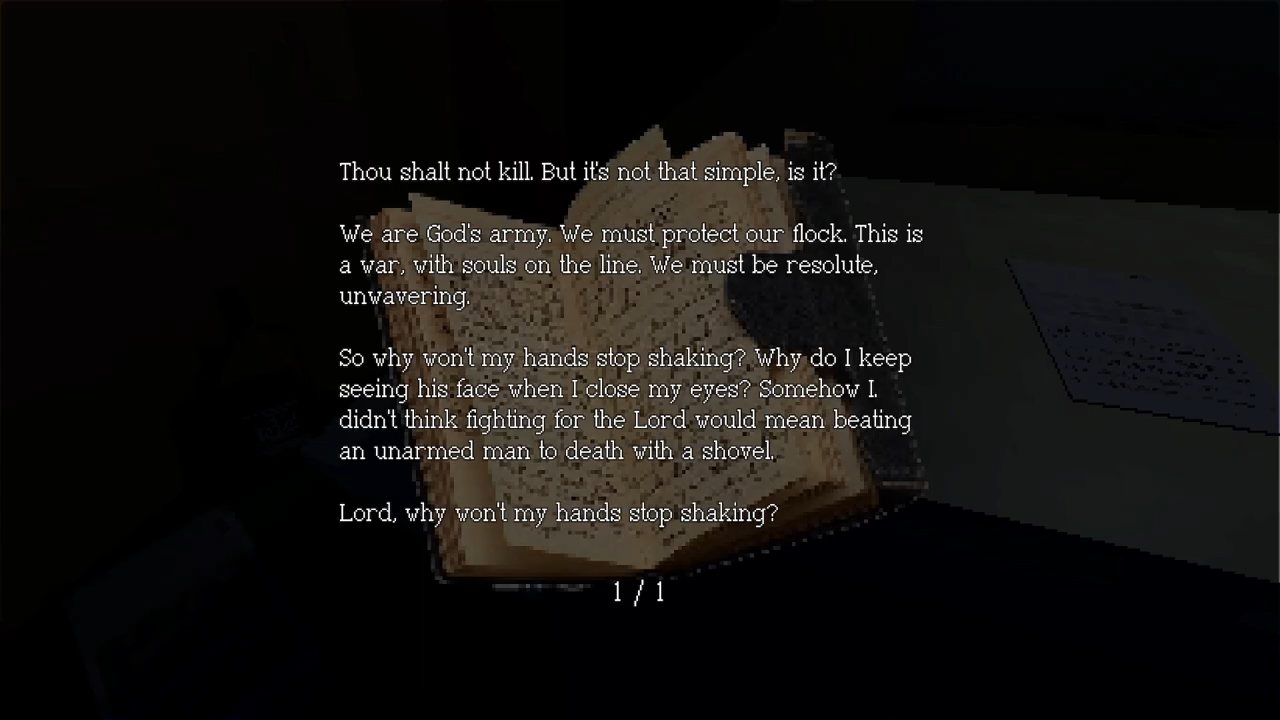 Thou shalt not kill. But it's not that simple, is it?
We are God's army. We must protect our flock. This is
a war, with souls on the line. We must be resolute,
unwavering.
So why won't my hands stop shaking? Why do I keep
seeing his face when I close my eyes? Somehow I.
didn't think fighting for the Lord would mean beating
an unarmed man to death with a shovel.
Lord, why won't my hands stop shaking?
1 / 1